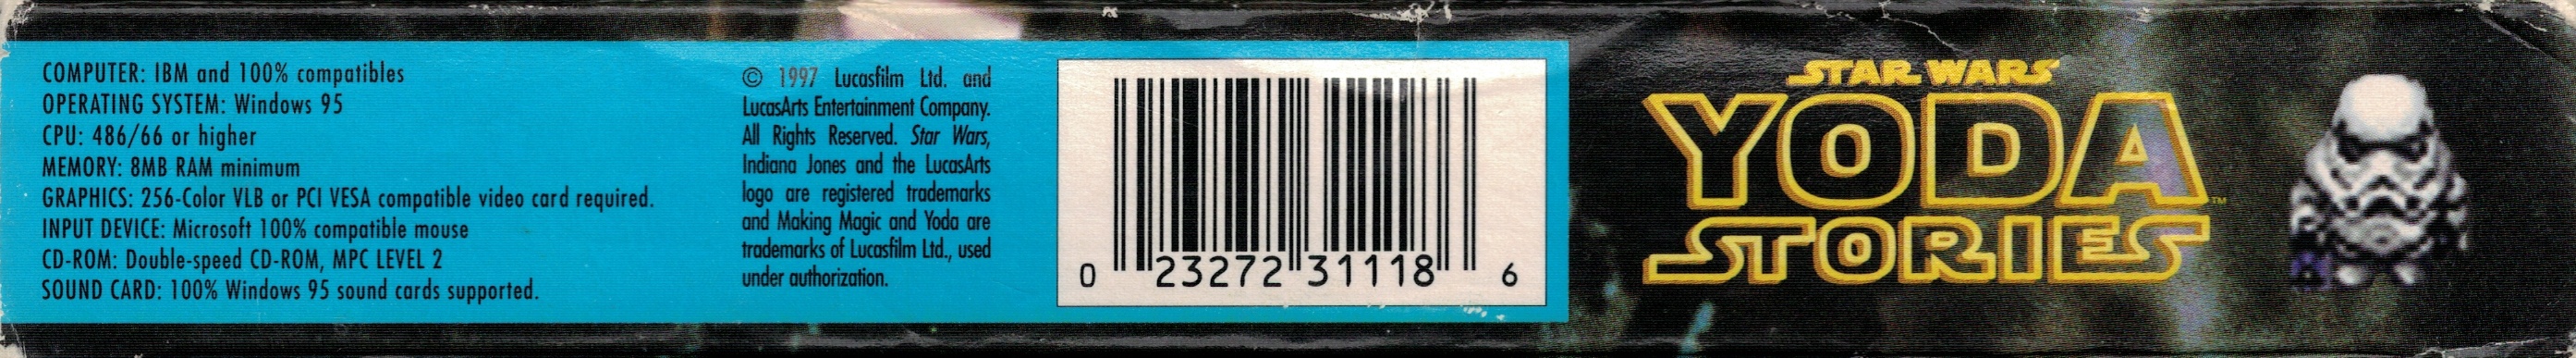 COMPUTER: IBM and 100% compatibles
OPERATING SYSTEM: Windows 95
CPU: 486/66 or higher
MEMORY: 8MB RAM minimum
GRAPHICS: 256-Color VLB or PCI VESA compatible video card required.
INPUT DEVICE: Microsoft 100% compatible mouse
CD-ROM: Double-speed CD-ROM, MPC LEVEL 2
SOUND CARD: 100% Windows 95 sound cards supported.
© 1997 Lucasfilm Ltd. and
LucasArts Entertainment Company.
All Rights Reserved. Star Wars,
Indiana Jones and the LucasArts
logo are registered trademarks
and Making Magic and Yoda are
trademarks of Lucasfilm Ltd., used
under authorization.
0 23272 31118 6
STAR WARS
YODA™
STORIES